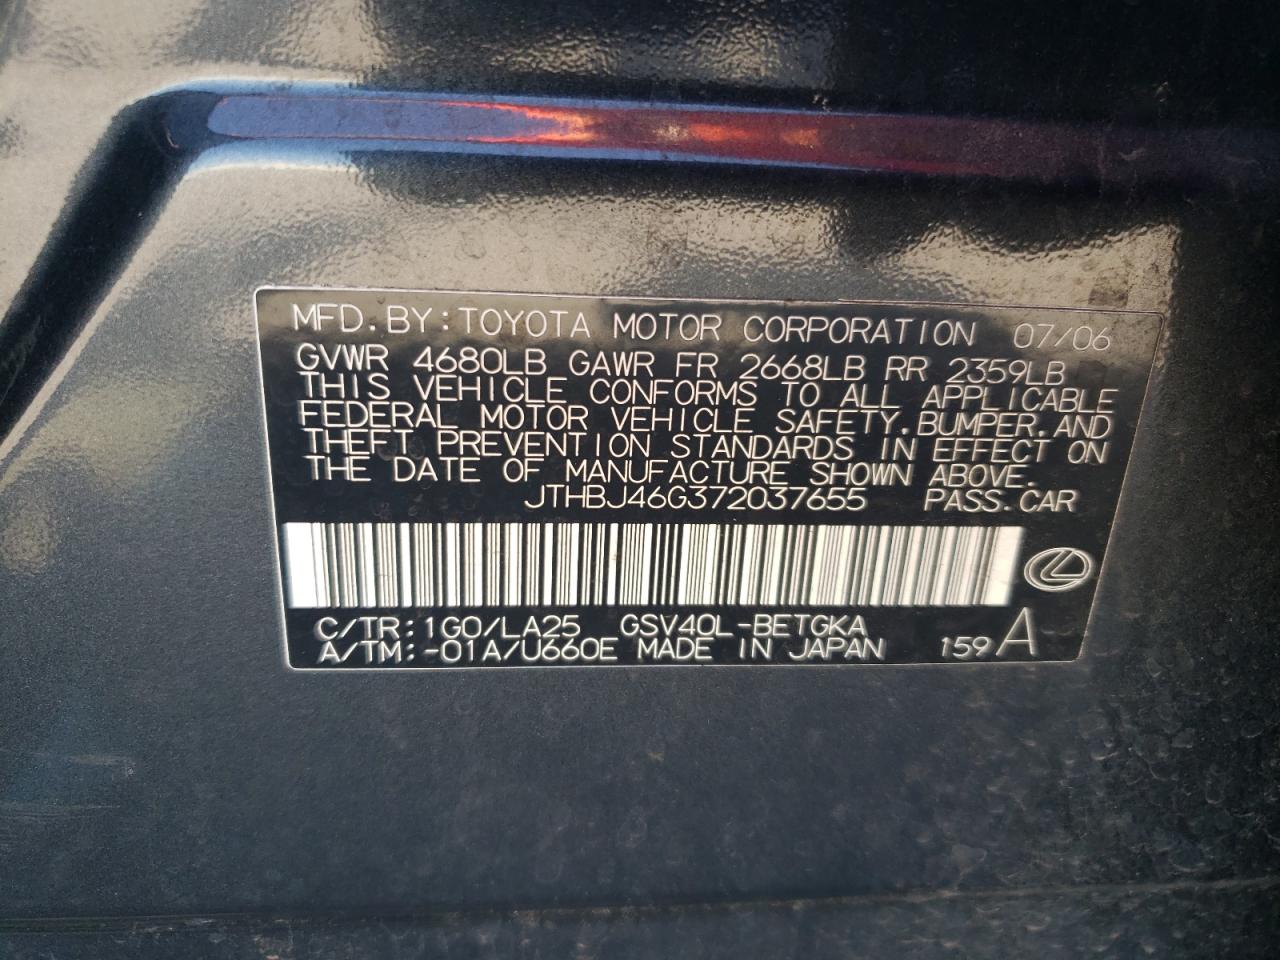 MFD.BY:TOYOTA MOTOR CORPORATION 07/06
GVWR 4680LB GAWR FR 2668LB RR 2359LB
THIS VEHICLE CONFORMS TO ALL APPLICABLE
FEDERAL MOTOR VEHICLE SAFETY,BUMPER,AND
THEFT PREVENTION STANDARDS IN EFFECT ON
THE DATE OF MANUFACTURE SHOWN ABOVE.
JTHBJ46G372037655 PASS.CAR
C/TR:1G0/LA25 GSV40L-BETGKA
A/TM:-01A/U660E MADE IN JAPAN 159 A